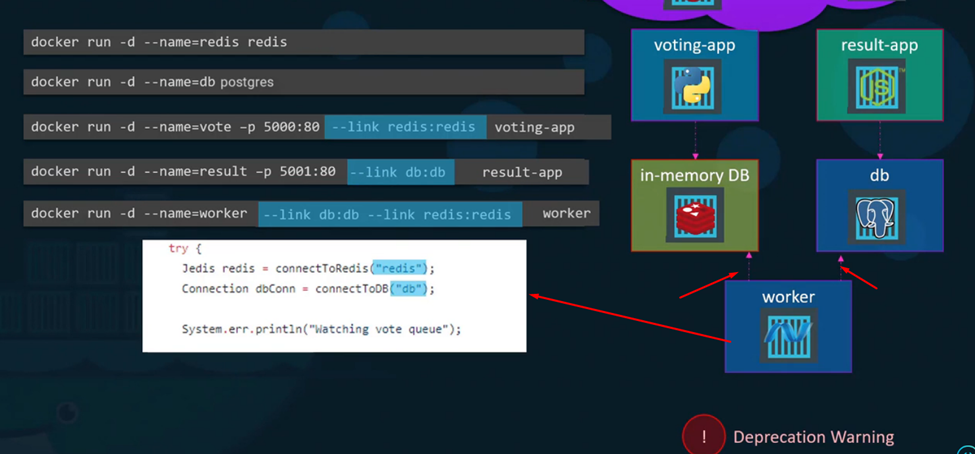 docker run -d --name=redis redis
docker run -d --name=db postgres
docker run -d --name=vote –p 5000:80 --link redis:redis voting-app
docker run -d --name=result –p 5001:80 --link db:db result-app
docker run -d --name=worker --link db:db --link redis:redis worker
try {
Jedis redis = connectToRedis("redis");
Connection dbConn = connectToDB("db");
System.err.println("Watching vote queue");
voting-app
result-app
JS
in-memory DB
db
worker
! Deprecation Warning